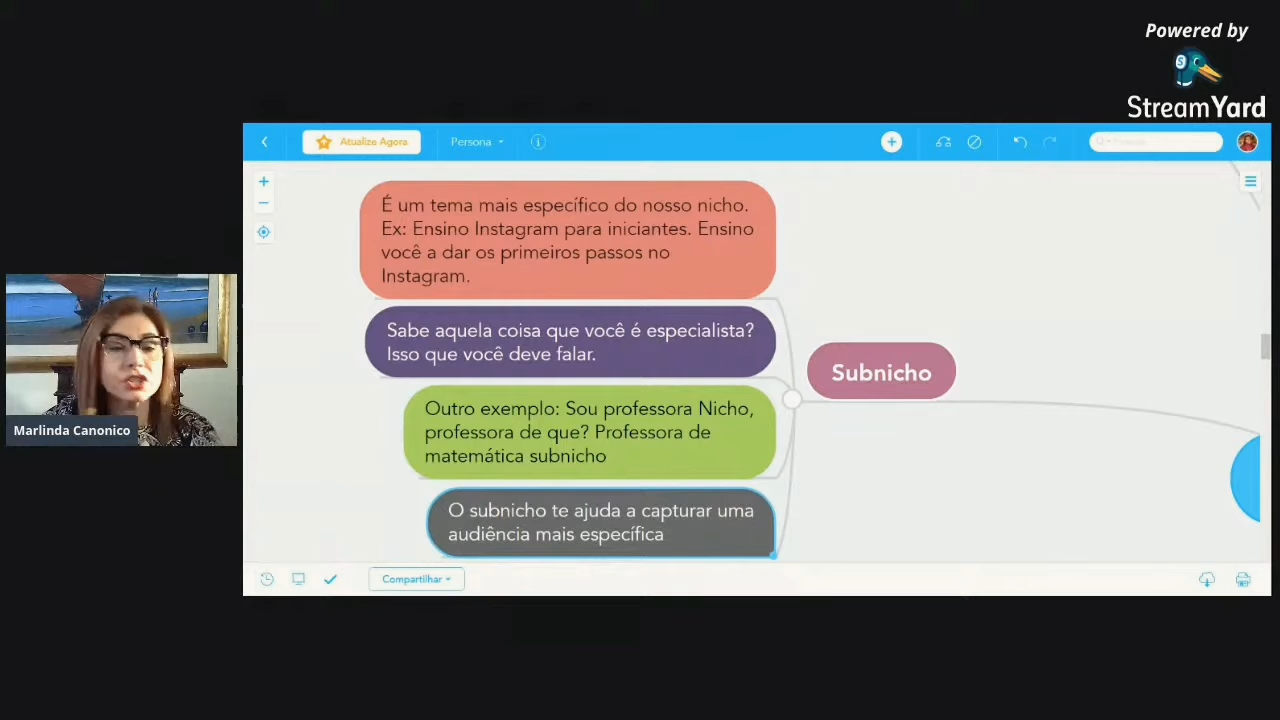 Powered by
StreamYard
Atualize Agora
Persona
É um tema mais específico do nosso nicho.
Ex: Ensino Instagram para iniciantes. Ensino
você a dar os primeiros passos no
Instagram.
Sabe aquela coisa que você é especialista?
Isso que você deve falar.
Subnicho
Outro exemplo: Sou professora Nicho,
professora de que? Professora de
matemática subnicho
Marlinda Canonico
O subnicho te ajuda a capturar uma
audiência mais específica
Compartilhar